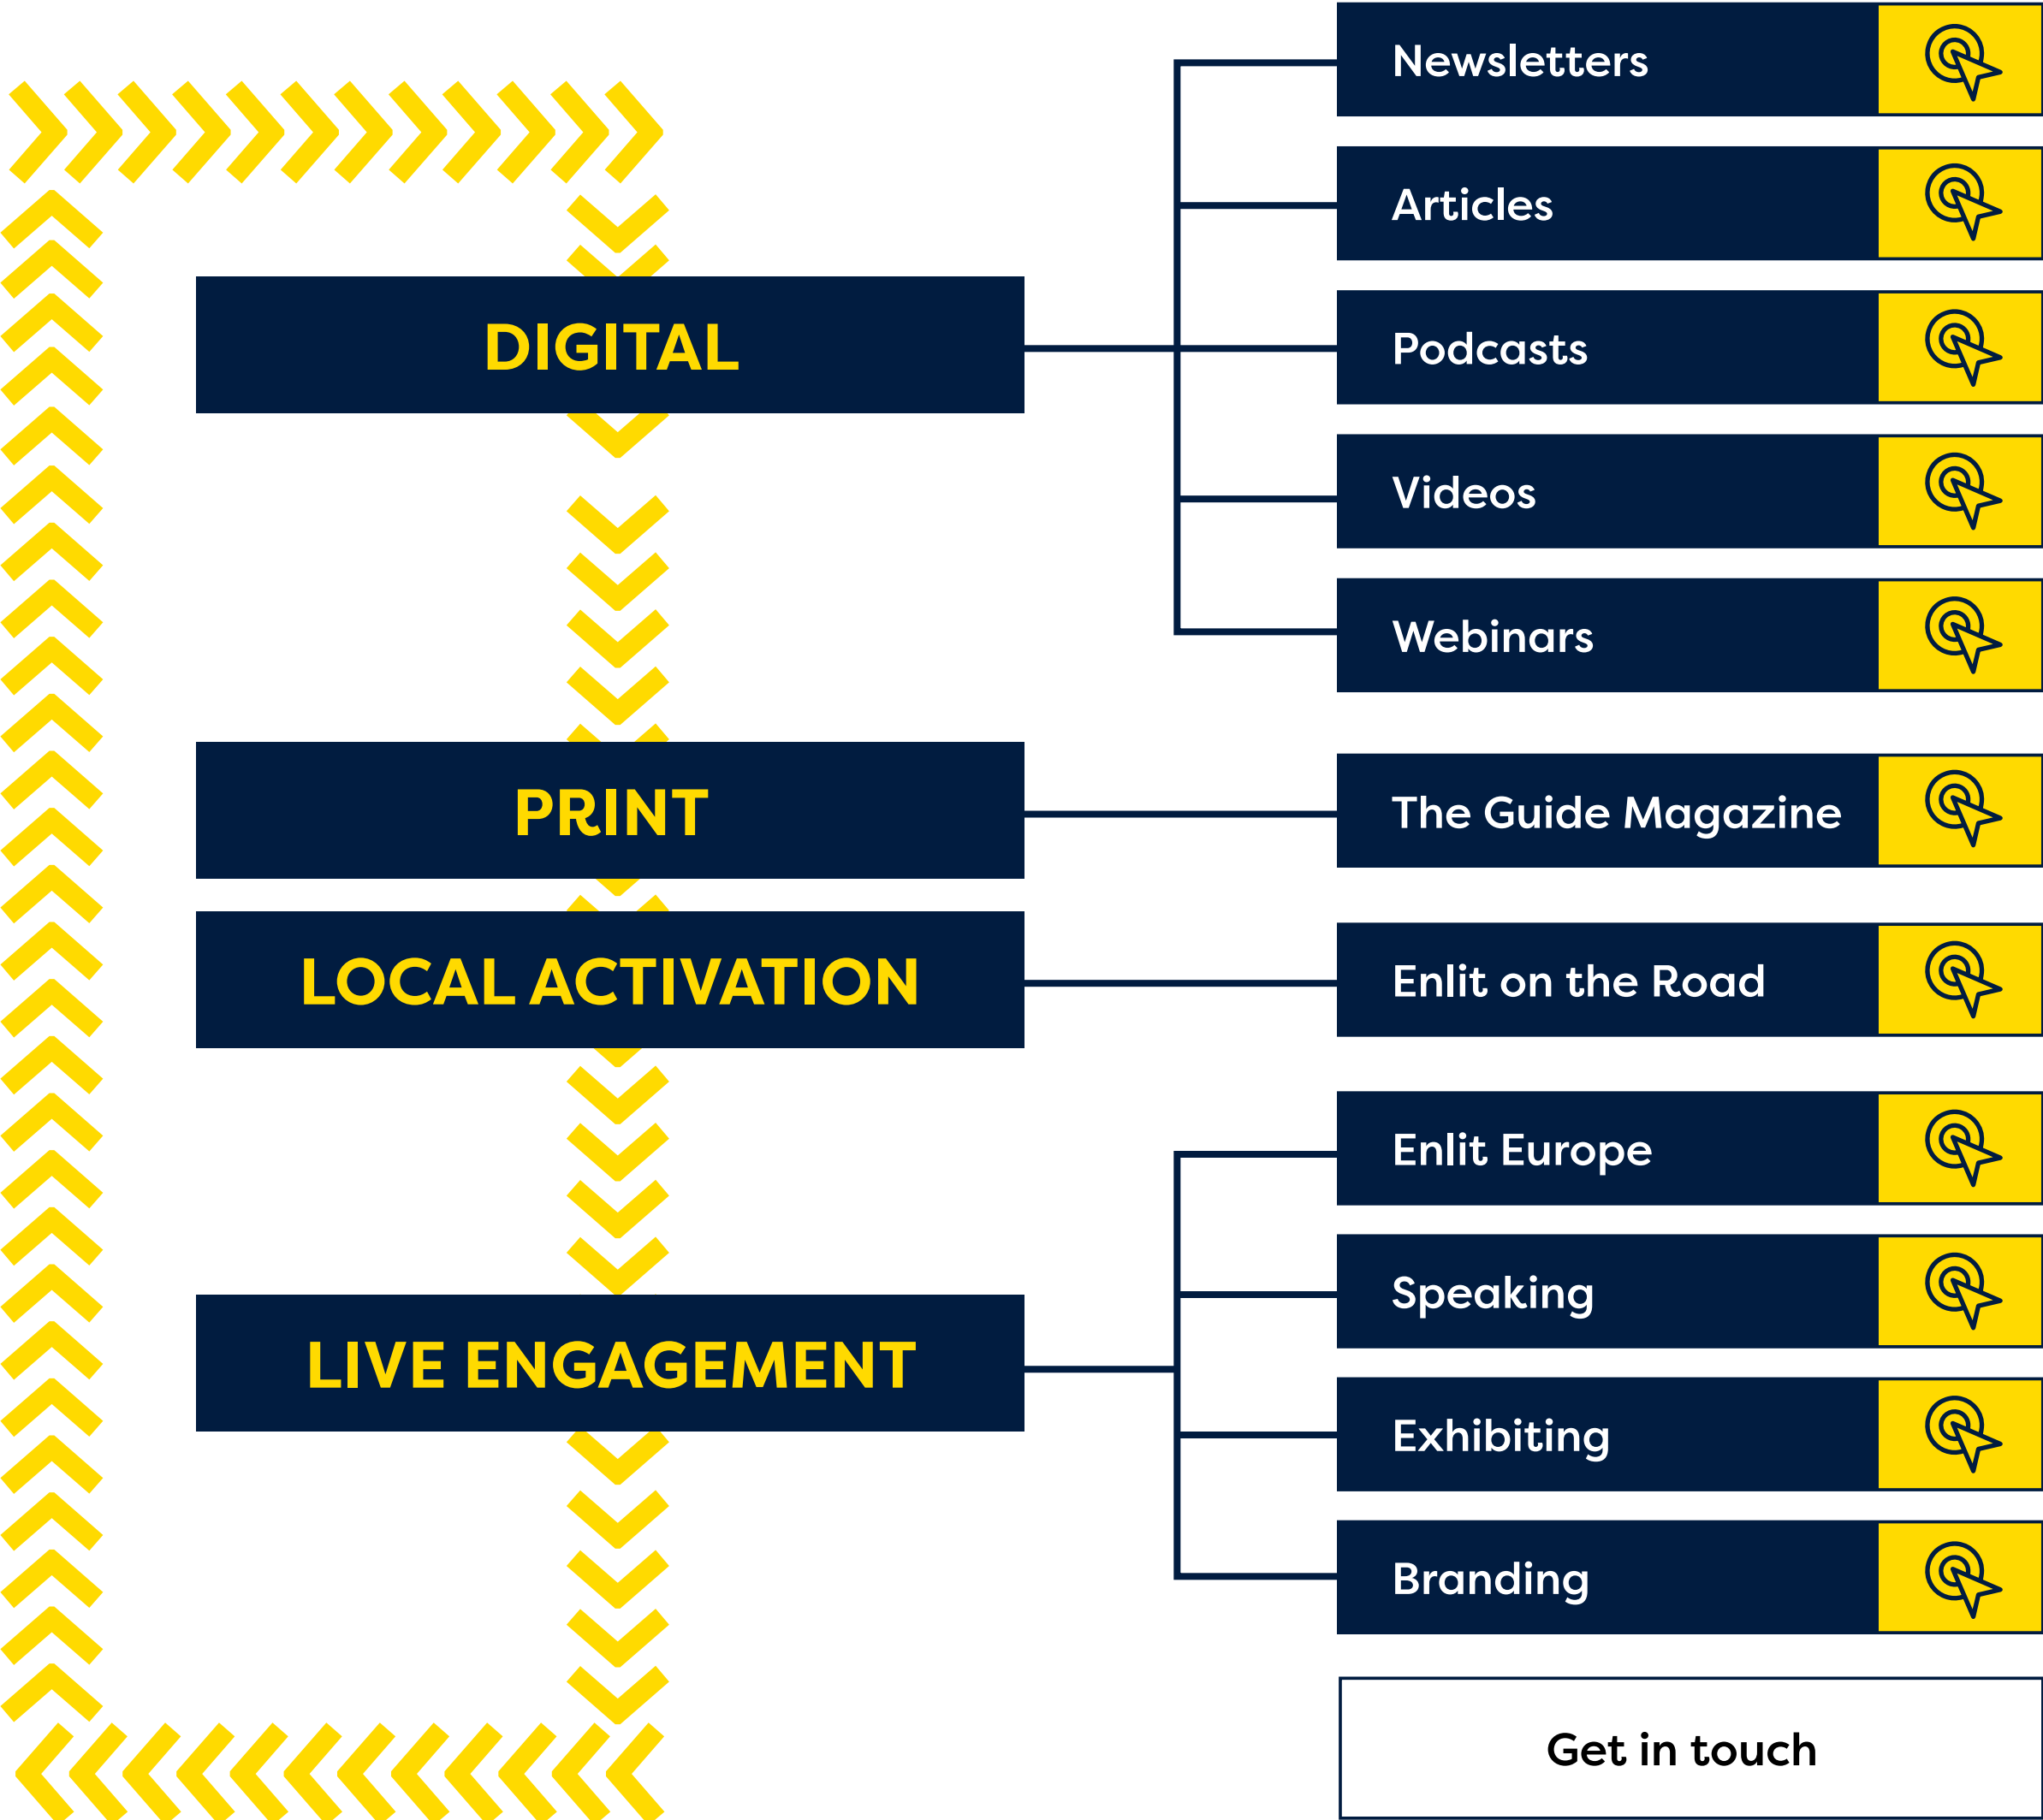 DIGITAL
Newsletters
Articles
Podcasts
Videos
Webinars
PRINT
The Guide Magazine
LOCAL ACTIVATION
Enlit on the Road
LIVE ENGAGEMENT
Enlit Europe
Speaking
Exhibiting
Branding
Get in touch